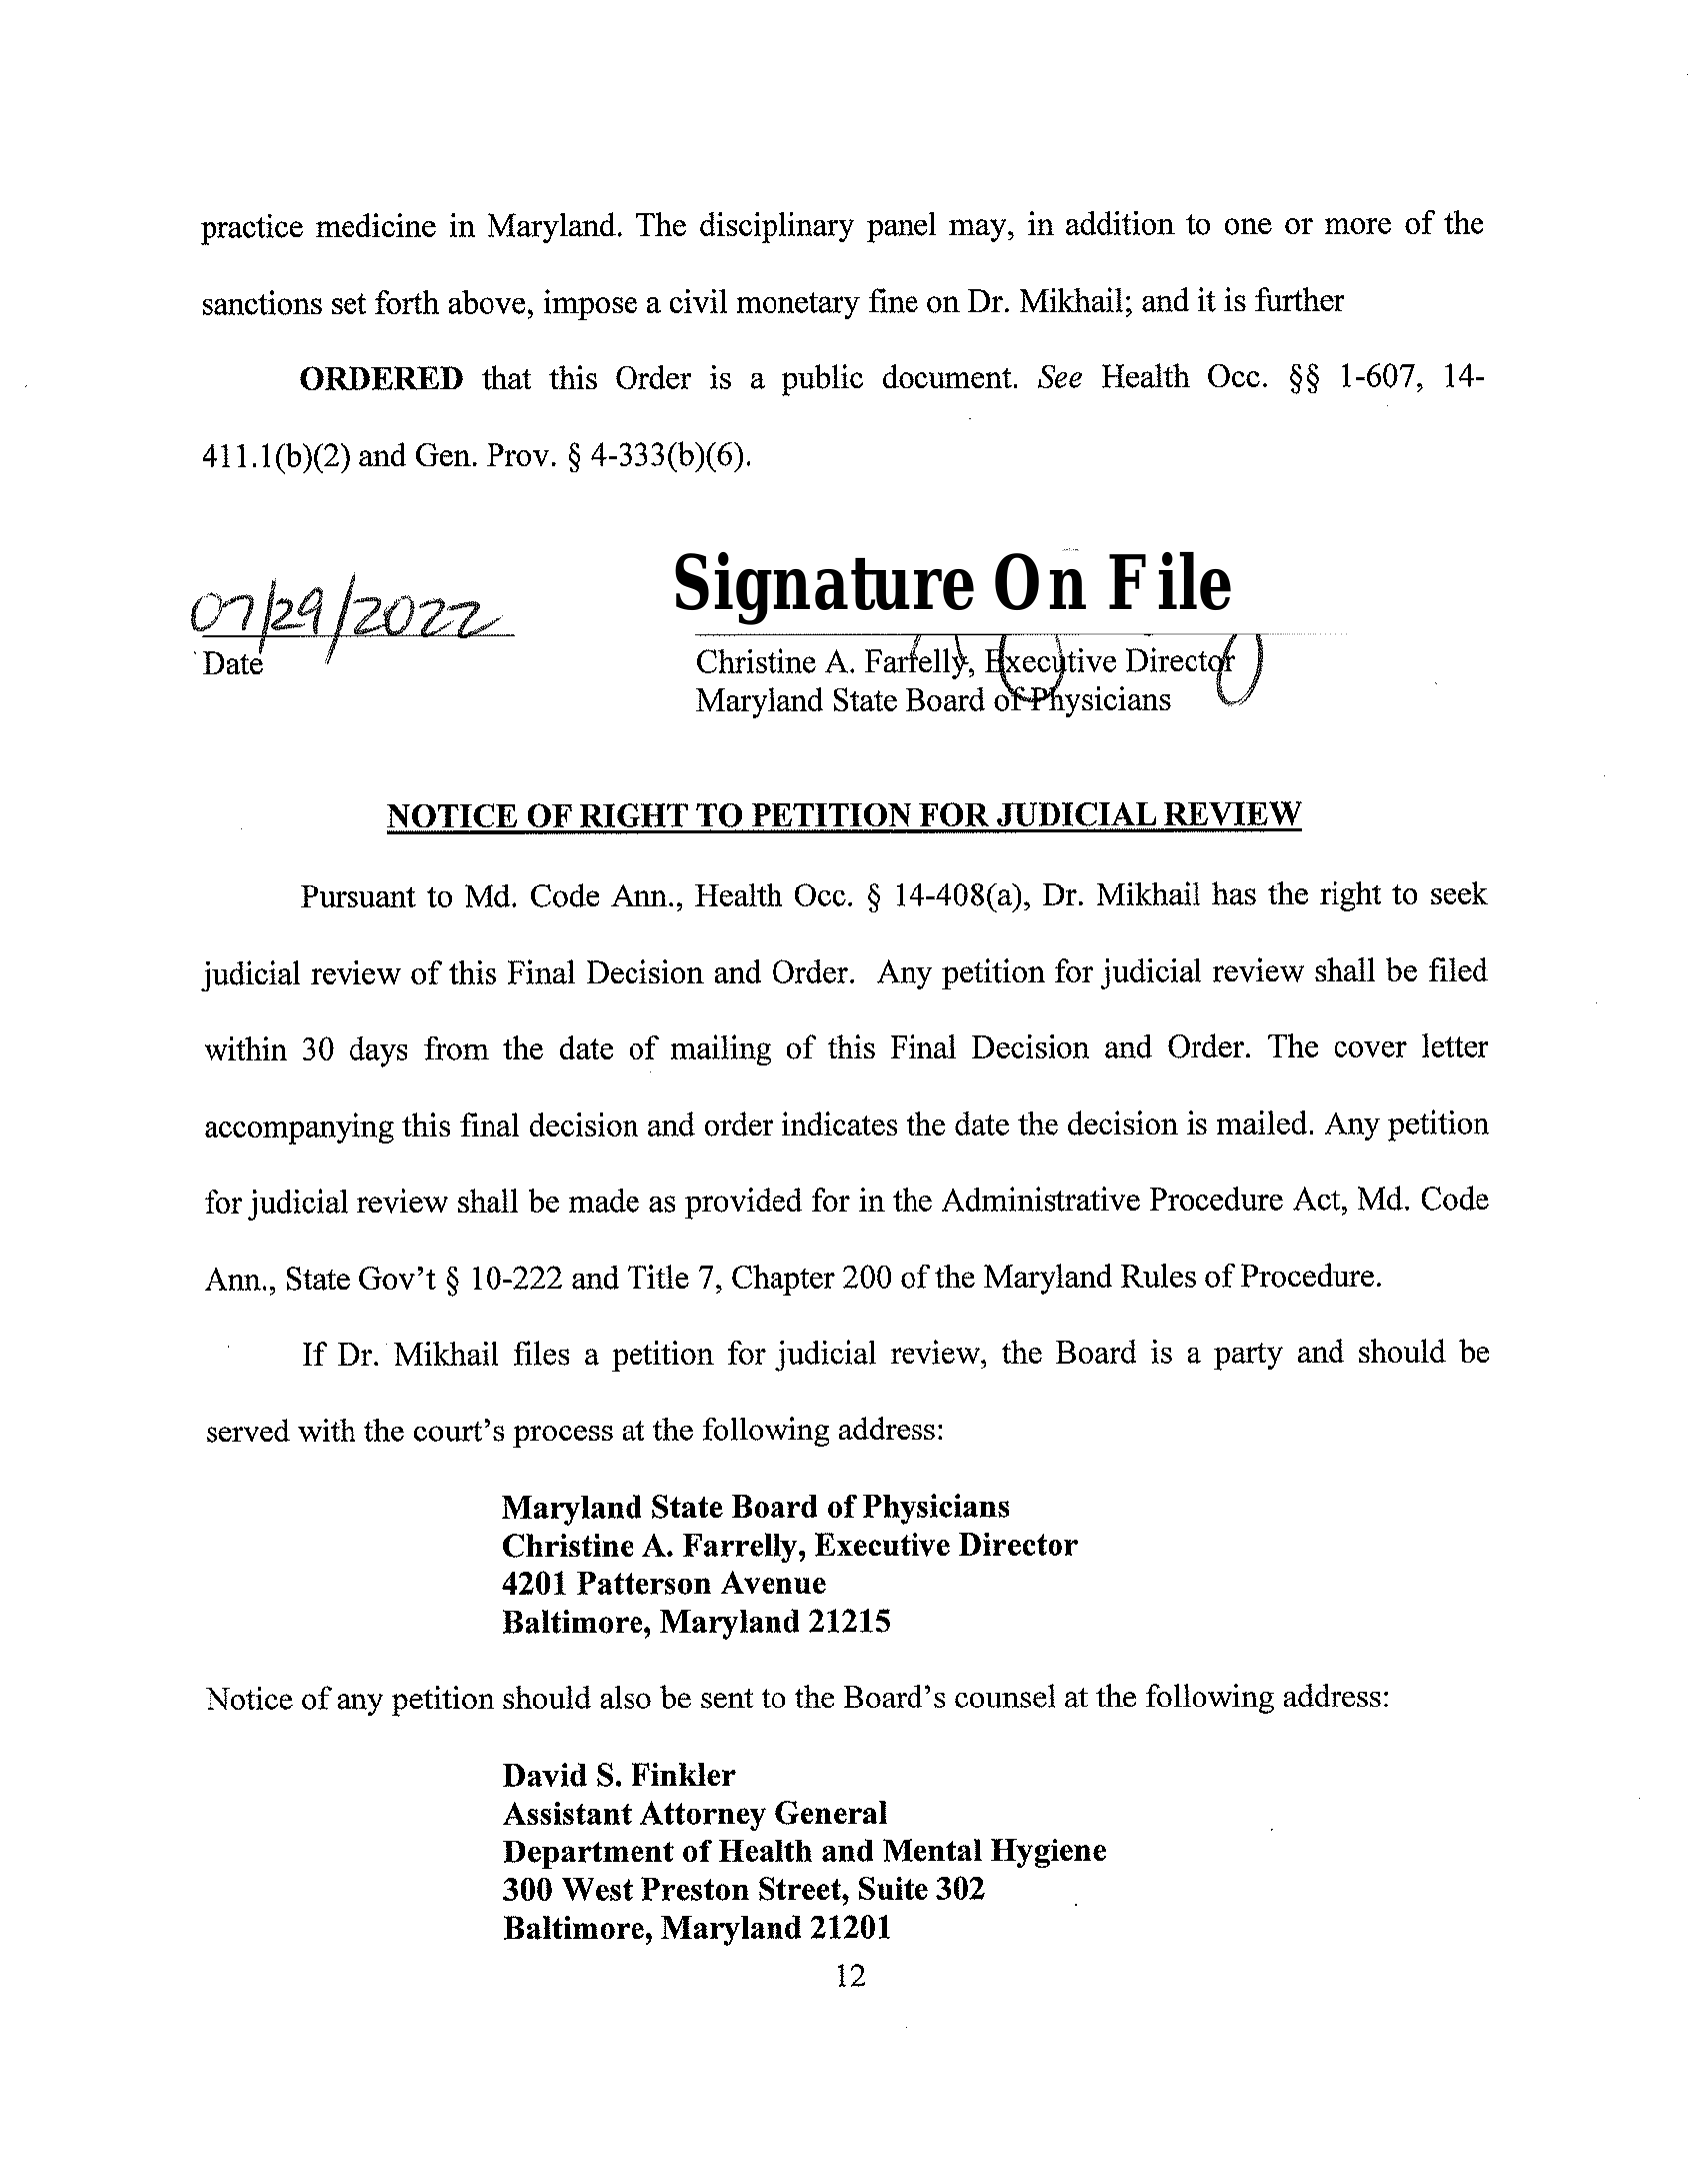 practice medicine in Maryland. The disciplinary panel may, in addition to one or more of the
sanctions set forth above, impose a civil monetary fine on Dr. Mikhail; and it is further
ORDERED that this Order is a public document. See Health Occ. §§ 1-607, 14-
411.1(b)(2) and Gen. Prov. § 4-333(b)(6).
07/29/2022
Date
Signature On File
Christine A. Farrelly, Executive Director
Maryland State Board of Physicians
NOTICE OF RIGHT TO PETITION FOR JUDICIAL REVIEW
Pursuant to Md. Code Ann., Health Occ. § 14-408(a), Dr. Mikhail has the right to seek
judicial review of this Final Decision and Order. Any petition for judicial review shall be filed
within 30 days from the date of mailing of this Final Decision and Order. The cover letter
accompanying this final decision and order indicates the date the decision is mailed. Any petition
for judicial review shall be made as provided for in the Administrative Procedure Act, Md. Code
Ann., State Gov't § 10-222 and Title 7, Chapter 200 of the Maryland Rules of Procedure.
If Dr. Mikhail files a petition for judicial review, the Board is a party and should be
served with the court's process at the following address:
Maryland State Board of Physicians
Christine A. Farrelly, Executive Director
4201 Patterson Avenue
Baltimore, Maryland 21215
Notice of any petition should also be sent to the Board's counsel at the following address:
David S. Finkler
Assistant Attorney General
Department of Health and Mental Hygiene
300 West Preston Street, Suite 302
Baltimore, Maryland 21201
12